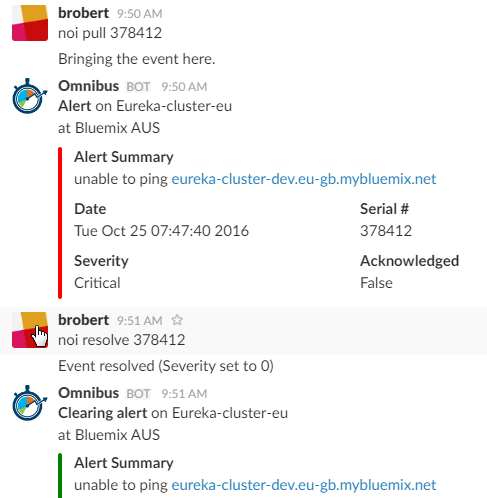 brobert 9:50 AM
noi pull 378412
Bringing the event here.
Omnibus BOT 9:50 AM
Alert on Eureka-cluster-eu
at Bluemix AUS
Alert Summary
unable to ping eureka-cluster-dev.eu-gb.mybluemix.net
Date Serial #
Tue Oct 25 07:47:40 2016 378412
Severity Acknowledged
Critical False
brobert 9:51 AM
noi resolve 378412
Event resolved (Severity set to 0)
Omnibus BOT 9:51 AM
Clearing alert on Eureka-cluster-eu
at Bluemix AUS
Alert Summary
unable to ping eureka-cluster-dev.eu-gb.mybluemix.net